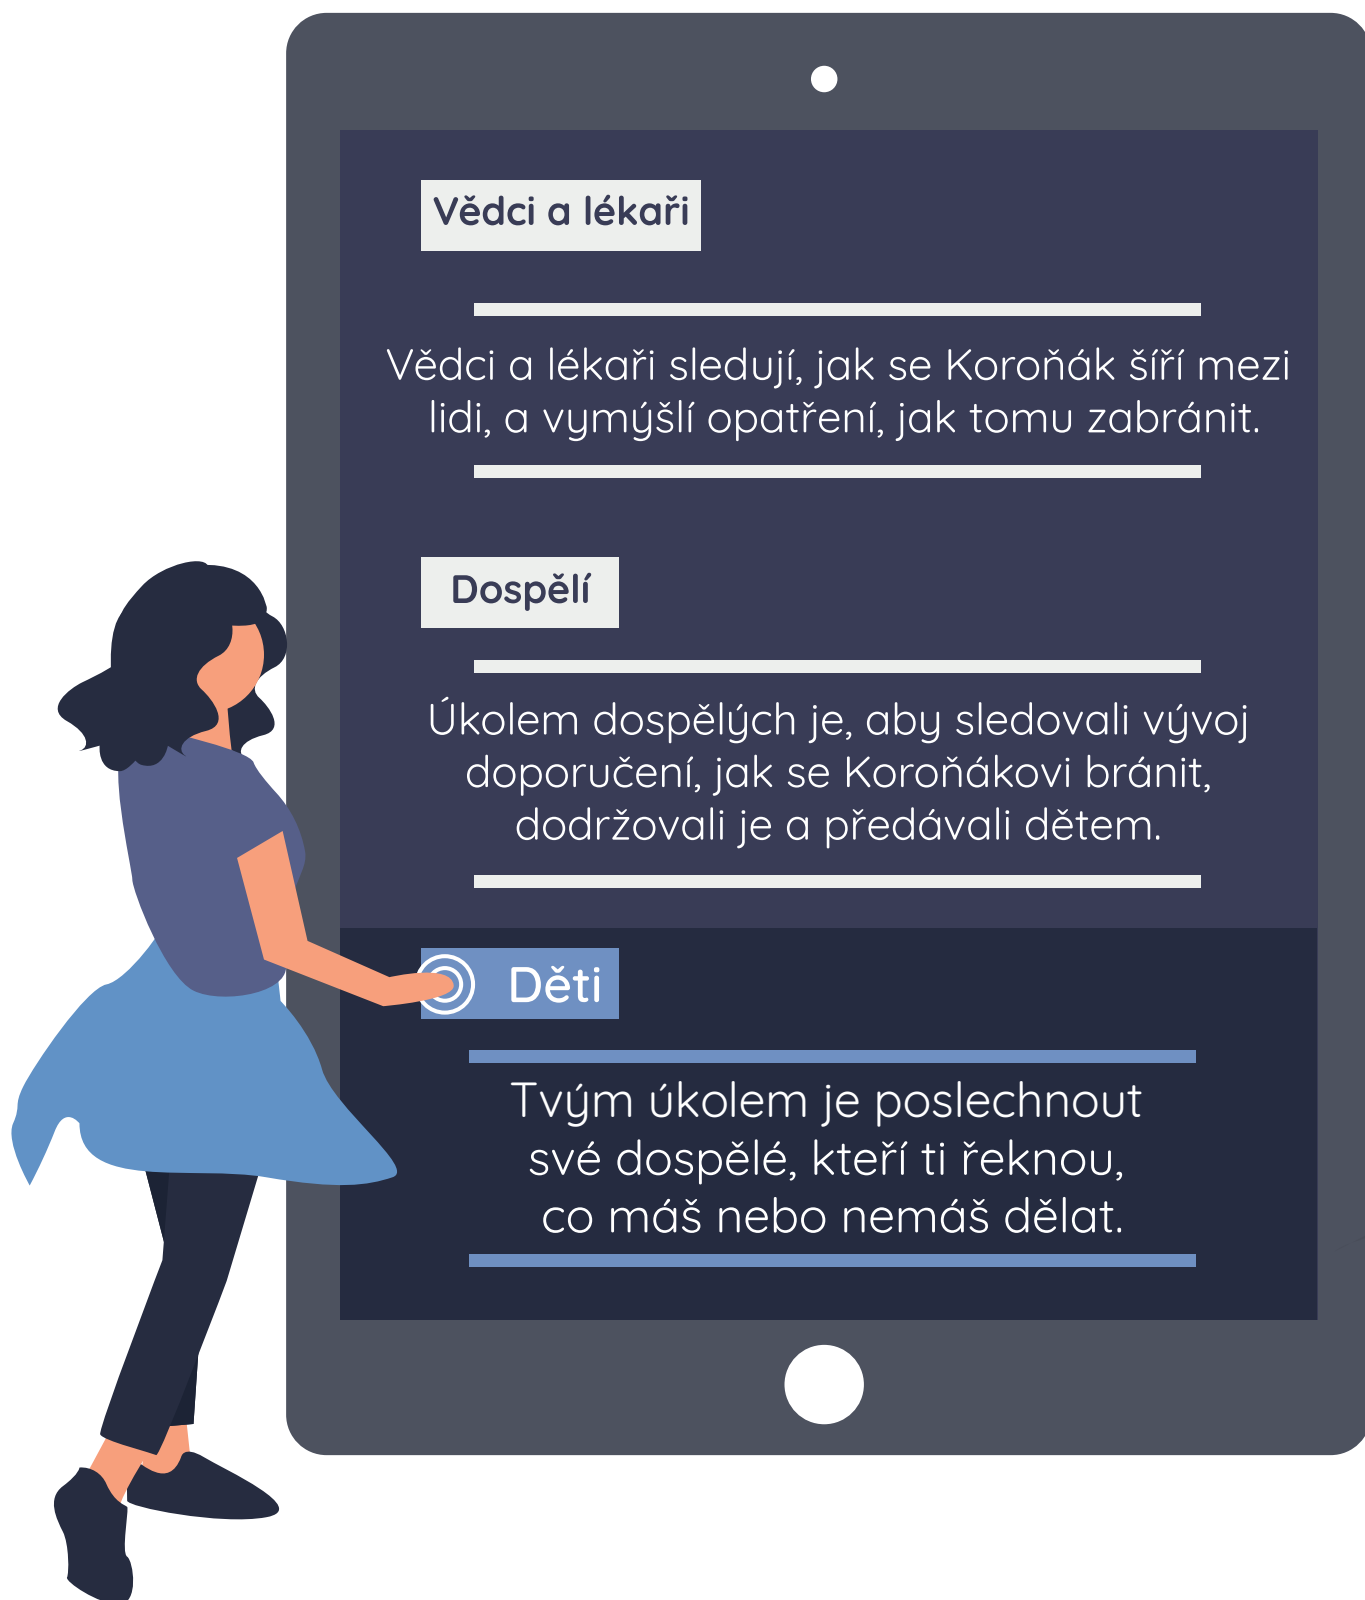 Vědci a lékaři
Vědci a lékaři sledují, jak se Koroňák šíří mezi
lidi, a vymýšlí opatření, jak tomu zabránit.
Dospělí
Úkolem dospělých je, aby sledovali vývoj
doporučení, jak se Koroňákovi bránit,
dodržovali je a předávali dětem.
Děti
Tvým úkolem je poslechnout
své dospělé, kteří ti řeknou,
co máš nebo nemáš dělat.